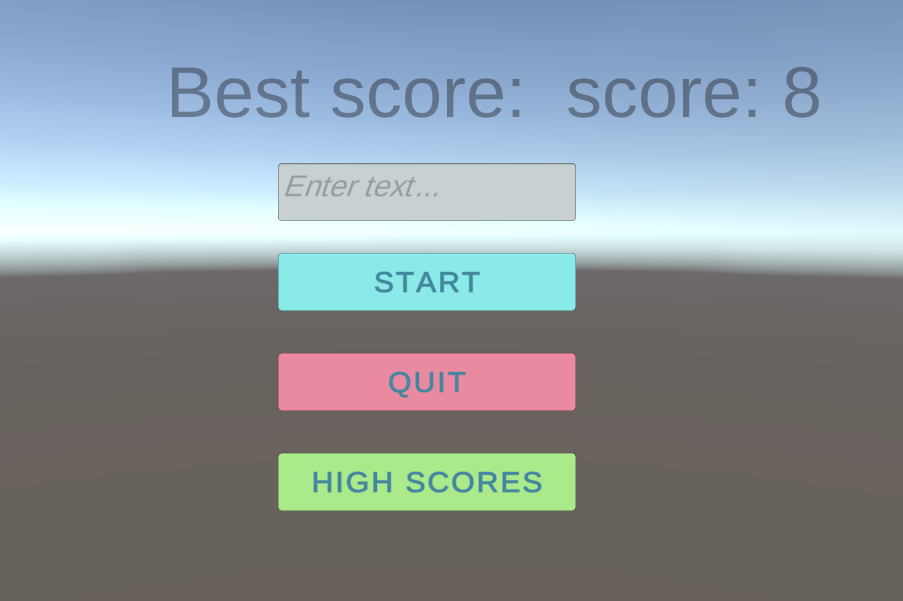 Best score:  score: 8
Enter text...
START
QUIT
HIGH SCORES